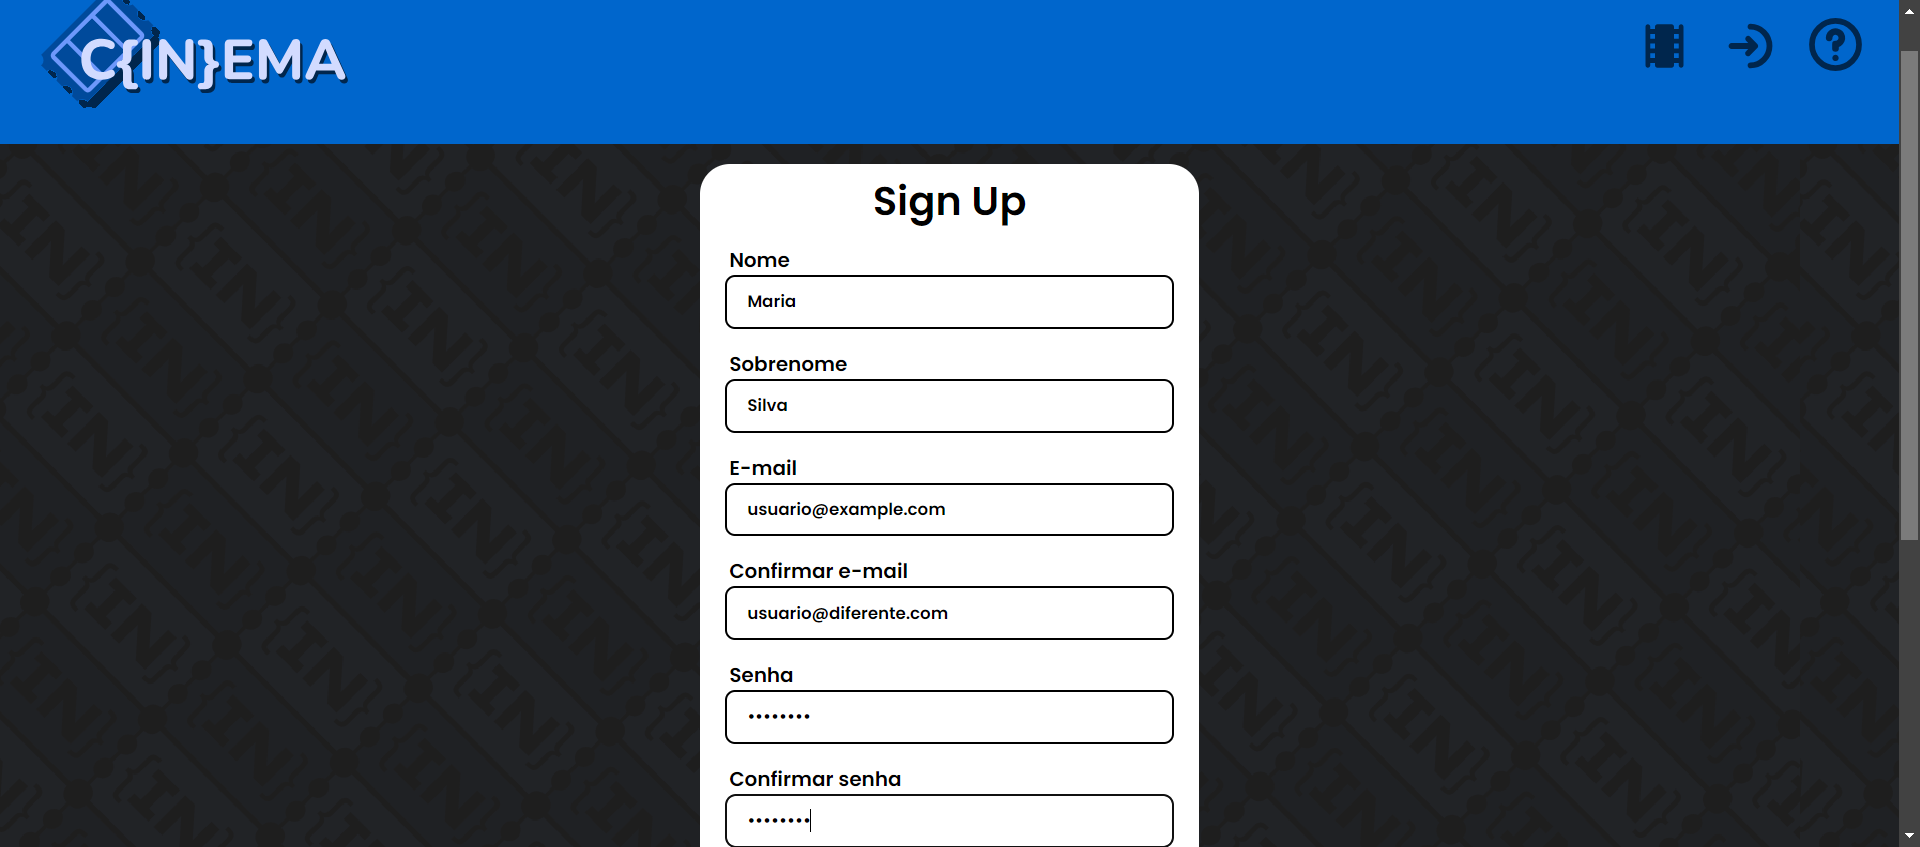 C{IN}EMA
Sign Up
Nome
Maria
Sobrenome
Silva
E-mail
usuario@example.com
Confirmar e-mail
usuario@diferente.com
Senha
••••••••
Confirmar senha
••••••••